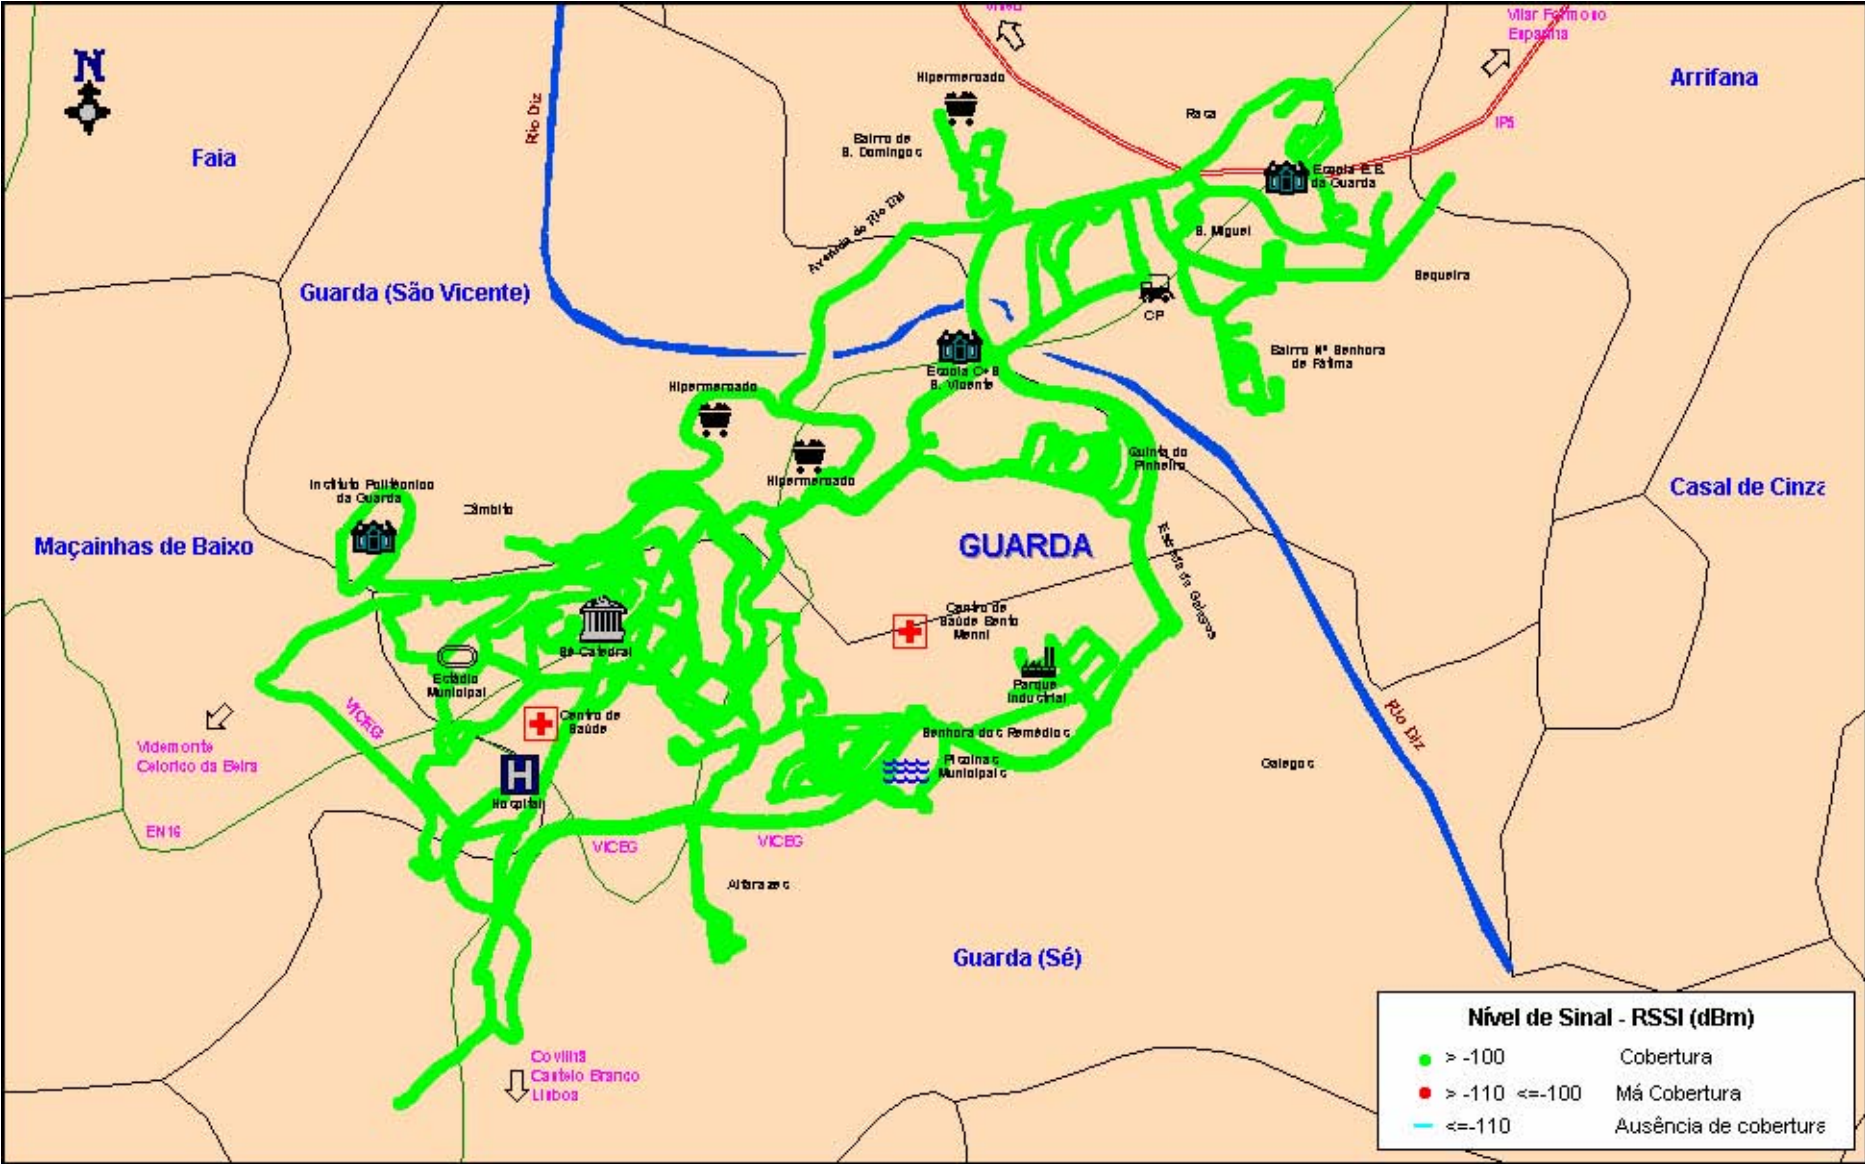 Vilar Formoso
Espanha
N
Arrifana
Hipermercado
Raca
IP5
Rio Diz
Bairro de
S. Domingos
Faia
Escola E.B.
da Guarda
Avenida do Rio Diz
S. Miguel
Sequeira
Guarda (São Vicente)
CP
Bairro Nª Senhora
de Fátima
Escola C+S
S. Vicente
Hipermercado
Quinta do
Pinheiro
Hipermercado
Instituto Politécnico
da Guarda
Casal de Cinza
Maçainhas de Baixo
GUARDA
Estrada de Galegos
Centro de
Saúde Bento
Menni
Sé Catedral
Estádio
Municipal
Parque
Industrial
VICEG
Centro de
Saúde
Rio Diz
Senhora dos Remédios
Videmonte
Celorico da Beira
Piscinas
Municipais
Galegos
H
Hospital
EN16
VICEG
VICEG
Alfarazes
Guarda (Sé)
Covilhã
Castelo Branco
Lisboa
Nível de Sinal - RSSI (dBm)
> -100 Cobertura
> -110 <=-100 Má Cobertura
<=-110 Ausência de cobertura